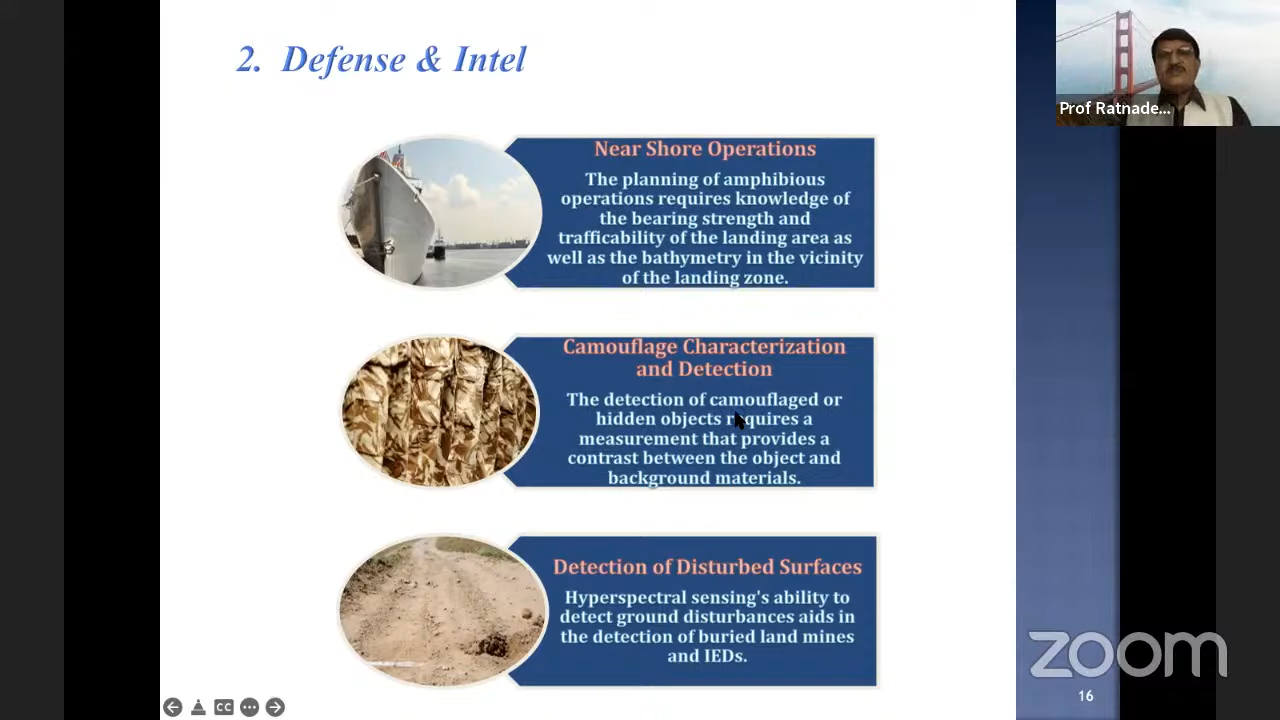 2. Defense & Intel
Prof Ratnade...
Near Shore Operations
The planning of amphibious
operations requires knowledge of
the bearing strength and
trafficability of the landing area as
well as the bathymetry in the vicinity
of the landing zone.
Camouflage Characterization
and Detection
The detection of camouflaged or
hidden objects requires a
measurement that provides a
contrast between the object and
background materials.
Detection of Disturbed Surfaces
Hyperspectral sensing's ability to
detect ground disturbances aids in
the detection of buried land mines
and IEDs.
zoom
16
CC